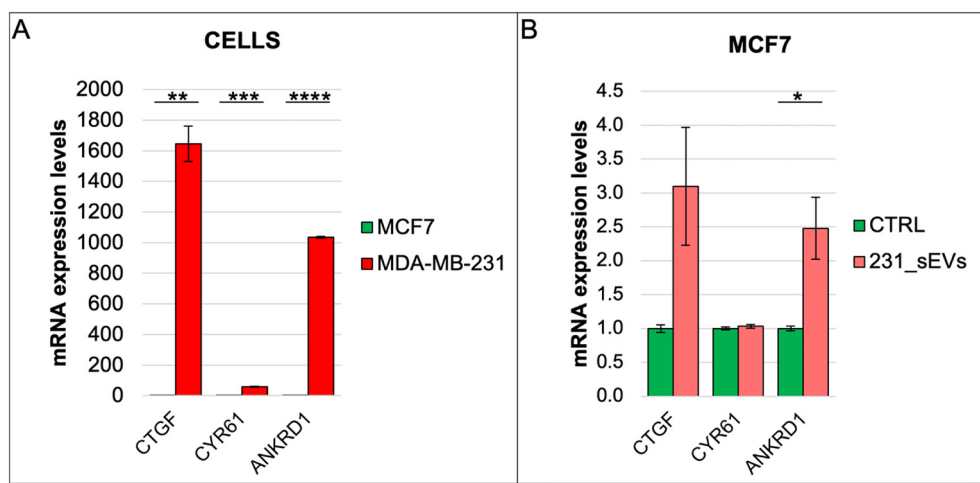 A
CELLS
mRNA expression levels
2000
1800
1600
1400
1200
1000
800
600
400
200
0
** *** ****
CTGF
CYR61
ANKRD1
MCF7
MDA-MB-231
B
MCF7
mRNA expression levels
4.5
4.0
3.5
3.0
2.5
2.0
1.5
1.0
0.5
0.0
*
CTGF
CYR61
ANKRD1
CTRL
231_sEVs